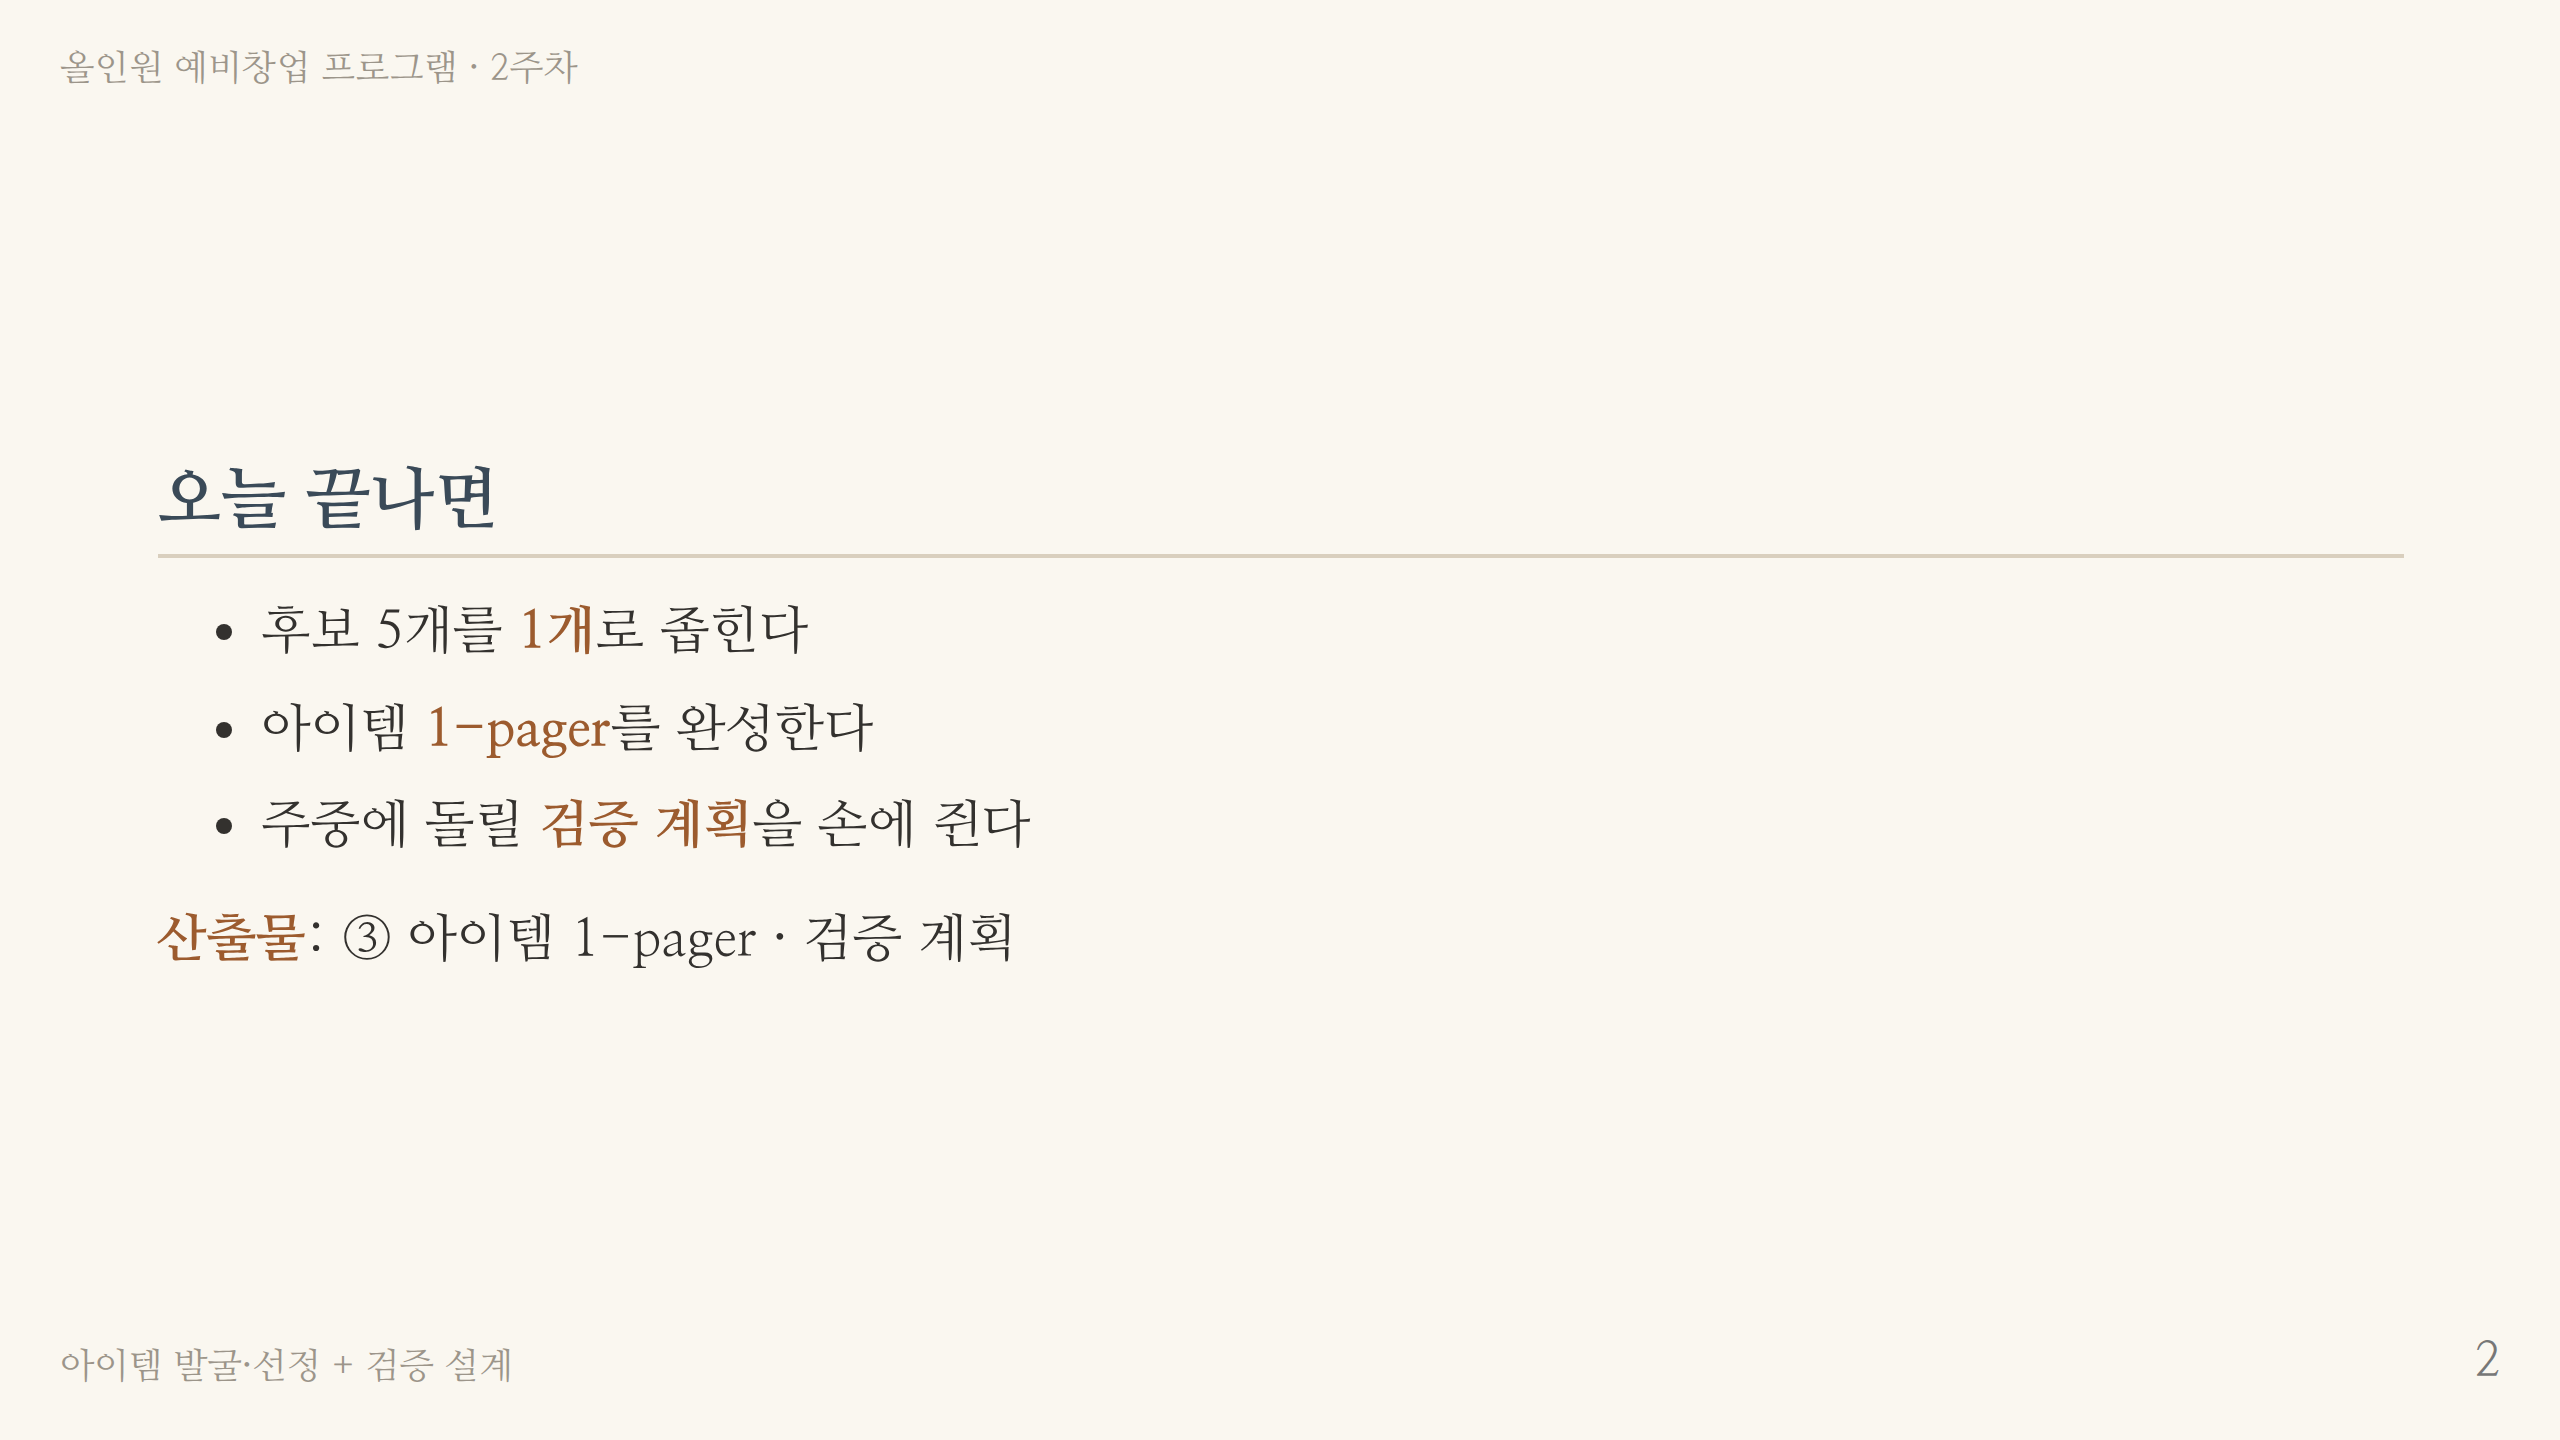 올인원 예비창업 프로그램 · 2주차
오늘 끝나면
• 후보 5개를 1개로 좁힌다
• 아이템 1-pager를 완성한다
• 주중에 돌릴 검증 계획을 손에 쥔다
산출물: ③ 아이템 1-pager · 검증 계획
아이템 발굴·선정 + 검증 설계
2